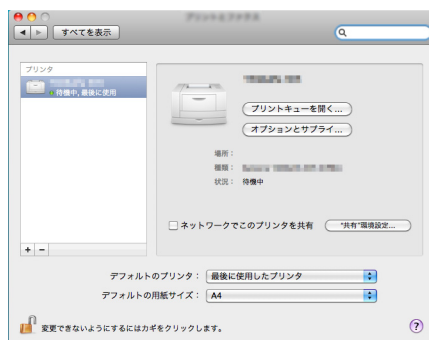 すべてを表示
プリンタ
待機中, 最後に使用
プリントキューを開く...
オプションとサプライ...
場所:
種類:
状況: 待機中
ネットワークでこのプリンタを共有
"共有"環境設定...
デフォルトのプリンタ: 最後に使用したプリンタ
デフォルトの用紙サイズ: A4
変更できないようにするにはカギをクリックします。